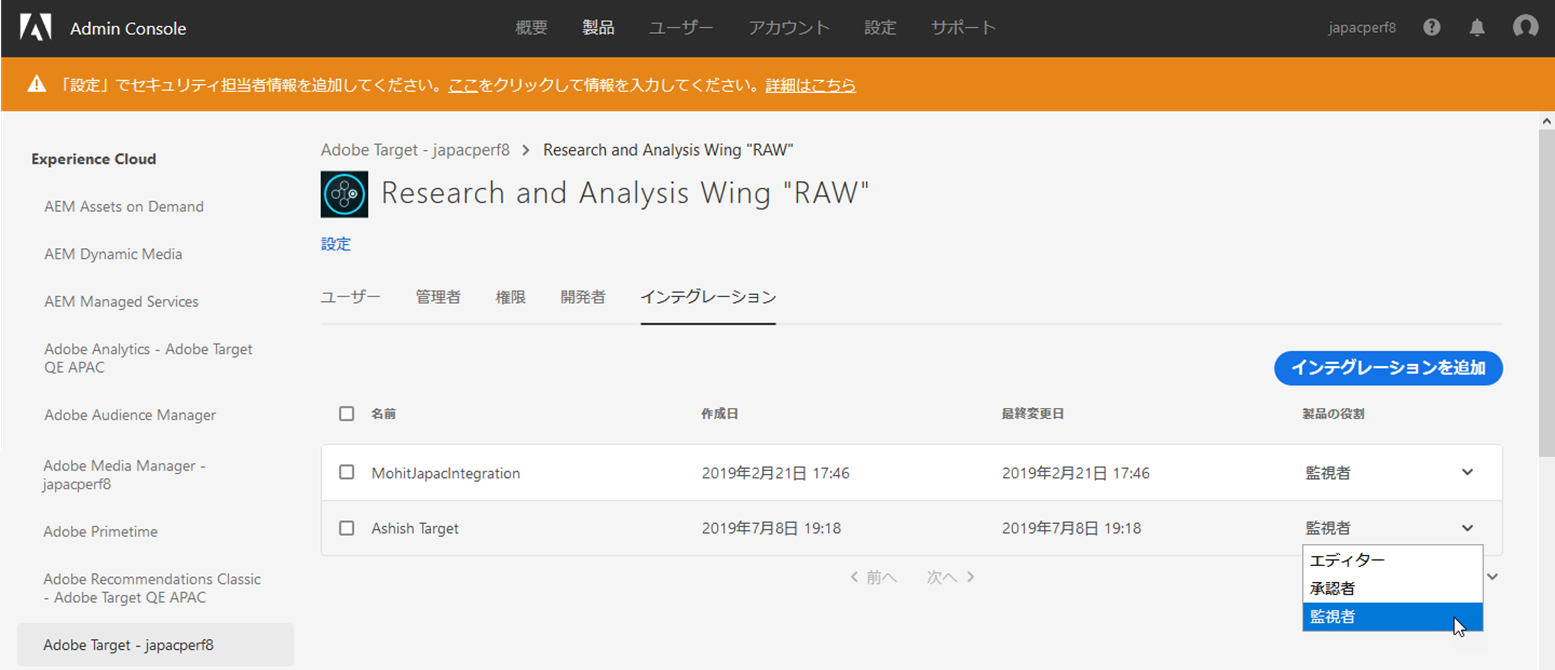 Admin Console
概要 製品 ユーザー アカウント 設定 サポート japacperf8
「設定」でセキュリティ担当者情報を追加してください。ここをクリックして情報を入力してください。詳細はこちら
Experience Cloud
AEM Assets on Demand
AEM Dynamic Media
AEM Managed Services
Adobe Analytics - Adobe Target
QE APAC
Adobe Audience Manager
Adobe Media Manager -
japacperf8
Adobe Primetime
Adobe Recommendations Classic
- Adobe Target QE APAC
Adobe Target - japacperf8
Adobe Target - japacperf8 > Research and Analysis Wing "RAW"
Research and Analysis Wing "RAW"
設定
ユーザー 管理者 権限 開発者 インテグレーション
インテグレーションを追加
名前 作成日 最終変更日 製品の役割
MohitJapacIntegration 2019年2月21日 17:46 2019年2月21日 17:46 監視者
Ashish Target 2019年7月8日 19:18 2019年7月8日 19:18 監視者
< 前へ 次へ >
エディター
承認者
監視者